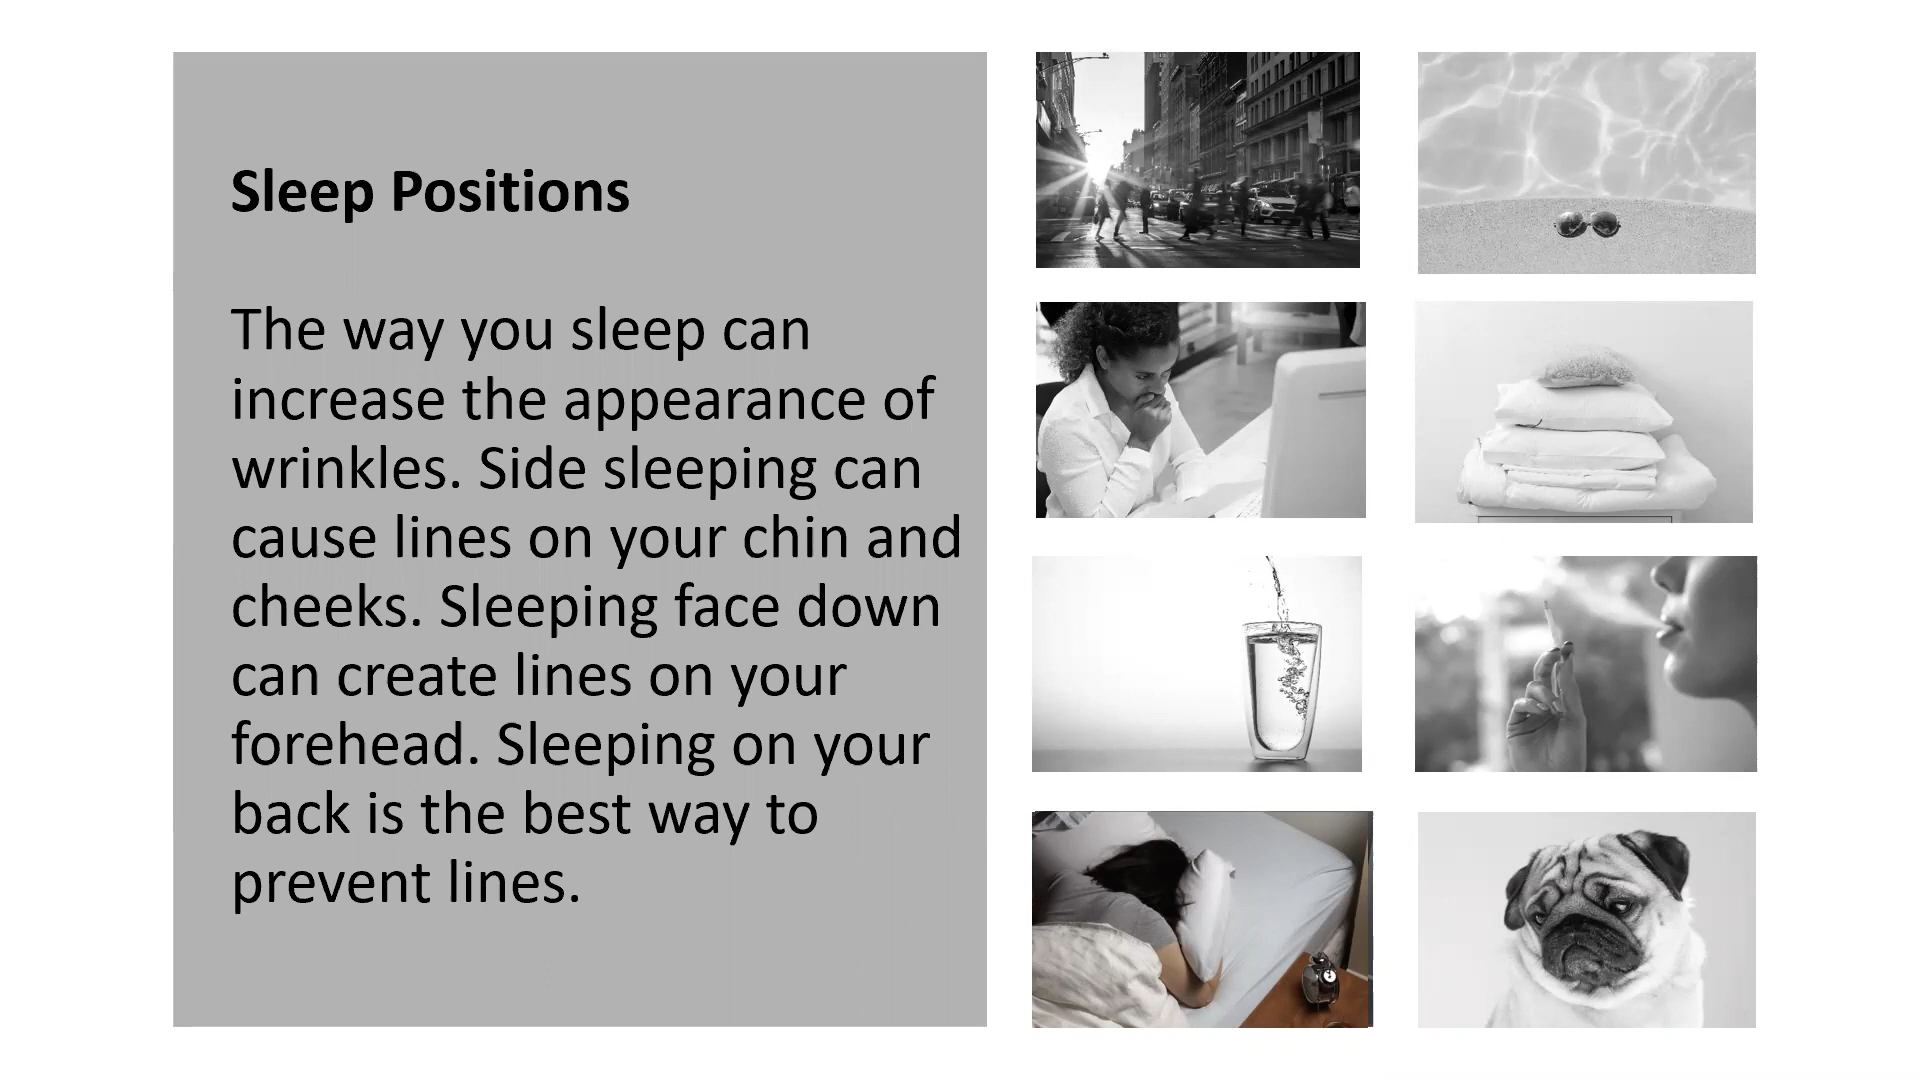 Sleep Positions
The way you sleep can
increase the appearance of
wrinkles. Side sleeping can
cause lines on your chin and
cheeks. Sleeping face down
can create lines on your
forehead. Sleeping on your
back is the best way to
prevent lines.